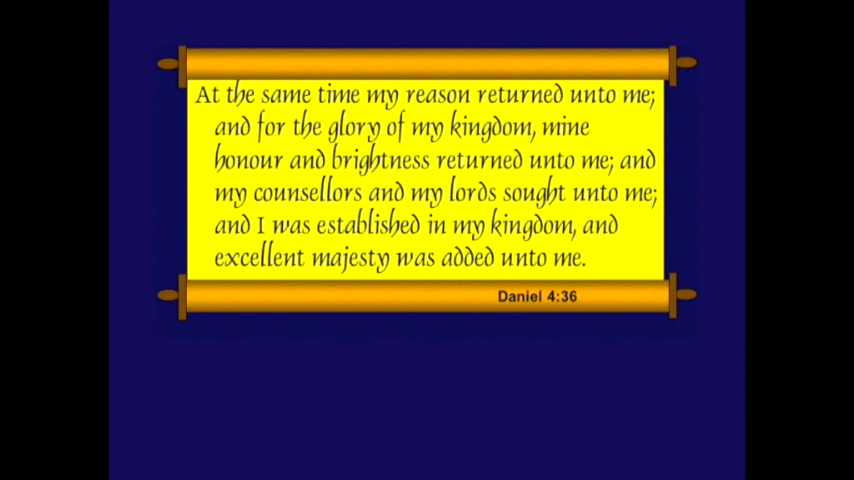 At the same time my reason returned unto me;
and for the glory of my kingdom, mine
honour and brightness returned unto me; and
my counsellors and my lords sought unto me;
and I was established in my kingdom, and
excellent majesty was added unto me.
Daniel 4:36